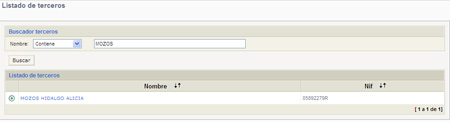 Listado de terceros
Buscador terceros
Nombre: Contiene MOZOS
Buscar
Listado de terceros
Nombre Nif
MOZOS HIDALGO ALICIA 05892279R
[ 1 a 1 de 1]